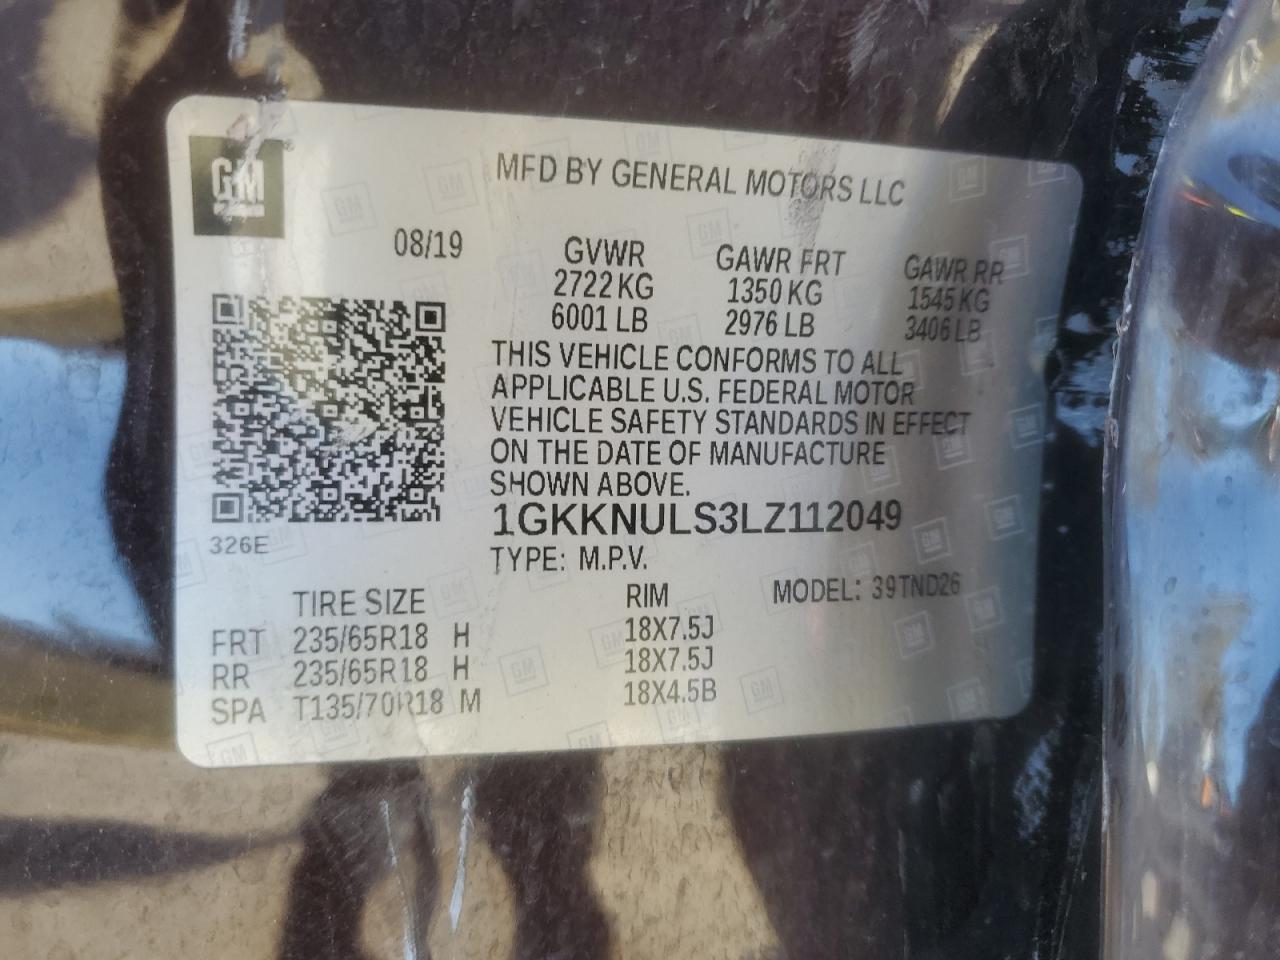 GM
MFD BY GENERAL MOTORS LLC
08/19 GVWR GAWR FRT GAWR RR
2722 KG 1350 KG 1545 KG
6001 LB 2976 LB 3406 LB
THIS VEHICLE CONFORMS TO ALL
APPLICABLE U.S. FEDERAL MOTOR
VEHICLE SAFETY STANDARDS IN EFFECT
ON THE DATE OF MANUFACTURE
SHOWN ABOVE.
1GKKNULS3LZ112049
326E
TYPE: M.P.V. MODEL: 39TND26
TIRE SIZE RIM
FRT 235/65R18 H 18X7.5J
RR 235/65R18 H 18X7.5J
SPA T135/70R18 M 18X4.5B